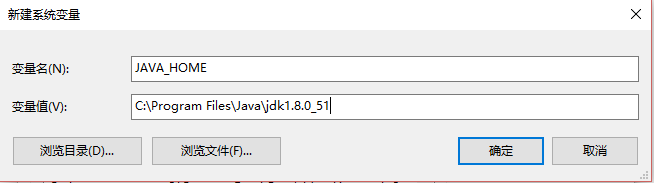 新建系统变量
变量名(N):
JAVA_HOME
变量值(V):
C:\Program Files\Java\jdk1.8.0_51
浏览目录(D)...
浏览文件(F)...
确定
取消